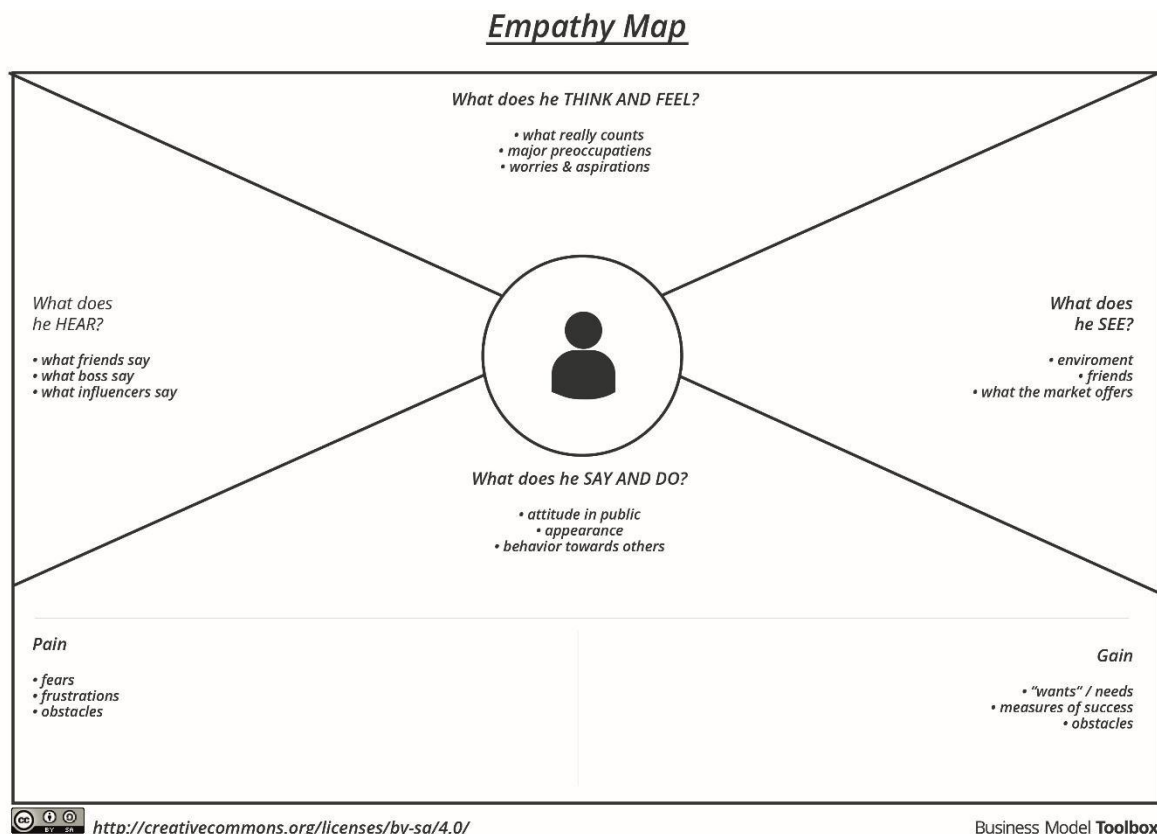 Empathy Map
What does he THINK AND FEEL?
• what really counts
• major preoccupatiens
• worries & aspirations
What does
he HEAR?
• what friends say
• what boss say
• what influencers say
What does
he SEE?
• enviroment
• friends
• what the market offers
What does he SAY AND DO?
• attitude in public
• appearance
• behavior towards others
Pain
• fears
• frustrations
• obstacles
Gain
• “wants” / needs
• measures of success
• obstacles
cc BY SA
http://creativecommons.org/licenses/by-sa/4.0/
Business Model Toolbox